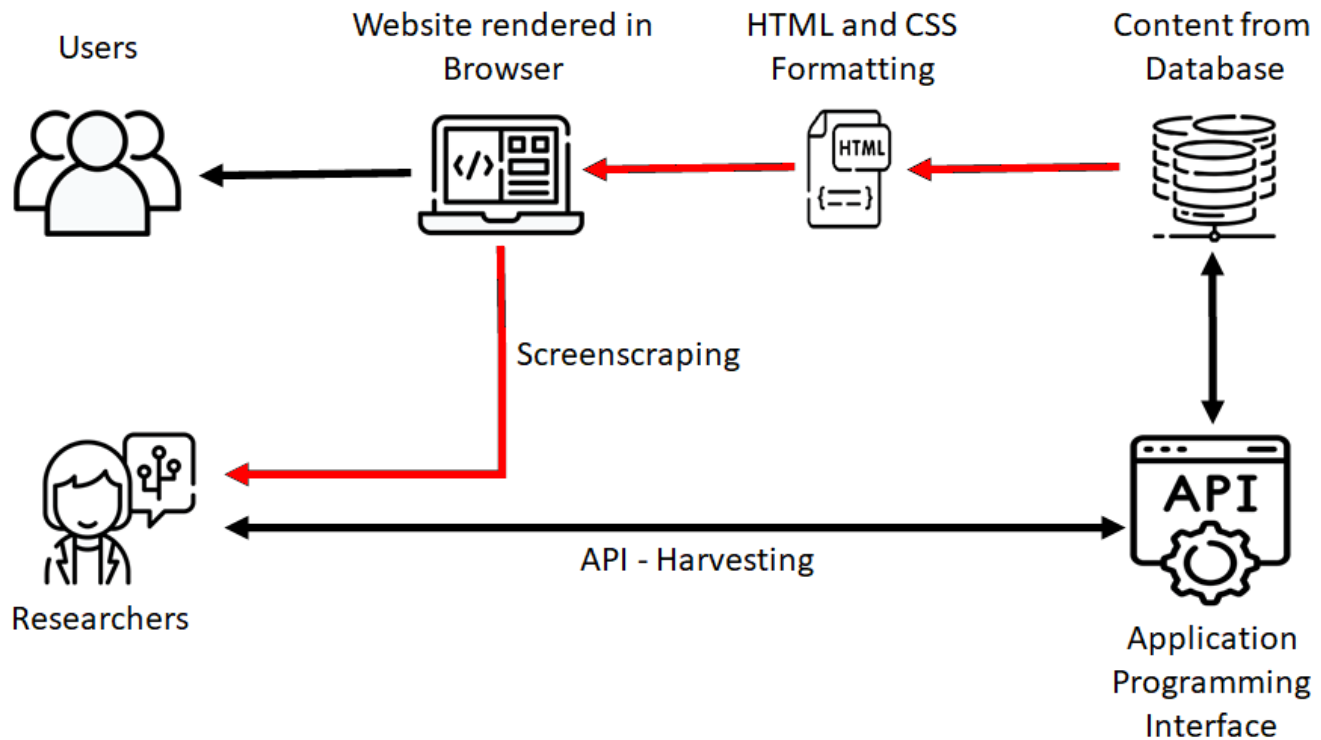 Users
Website rendered in
Browser
HTML and CSS
Formatting
Content from
Database
</>
HTML
{==}
Screenscraping
API
API - Harvesting
Researchers
Application
Programming
Interface